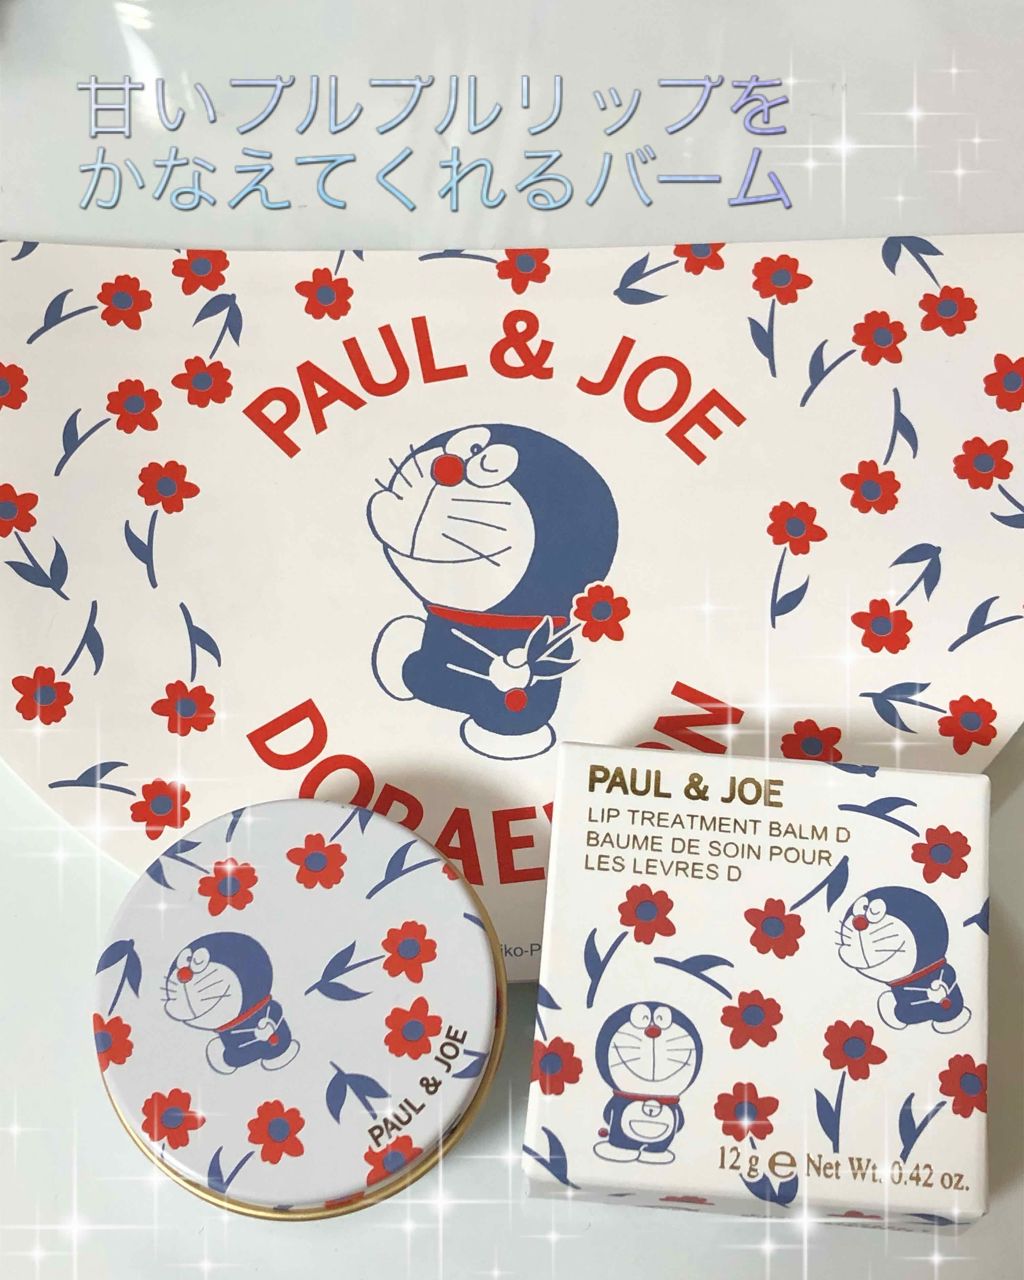 甘いプルプルリップを
かなえてくれるバーム
PAUL & JOE
PAUL & JOE
LIP TREATMENT BALM D
BAUME DE SOIN POUR
LES LEVRES D
PAUL & JOE
12 g ℮ Net Wt. 0.42 oz.